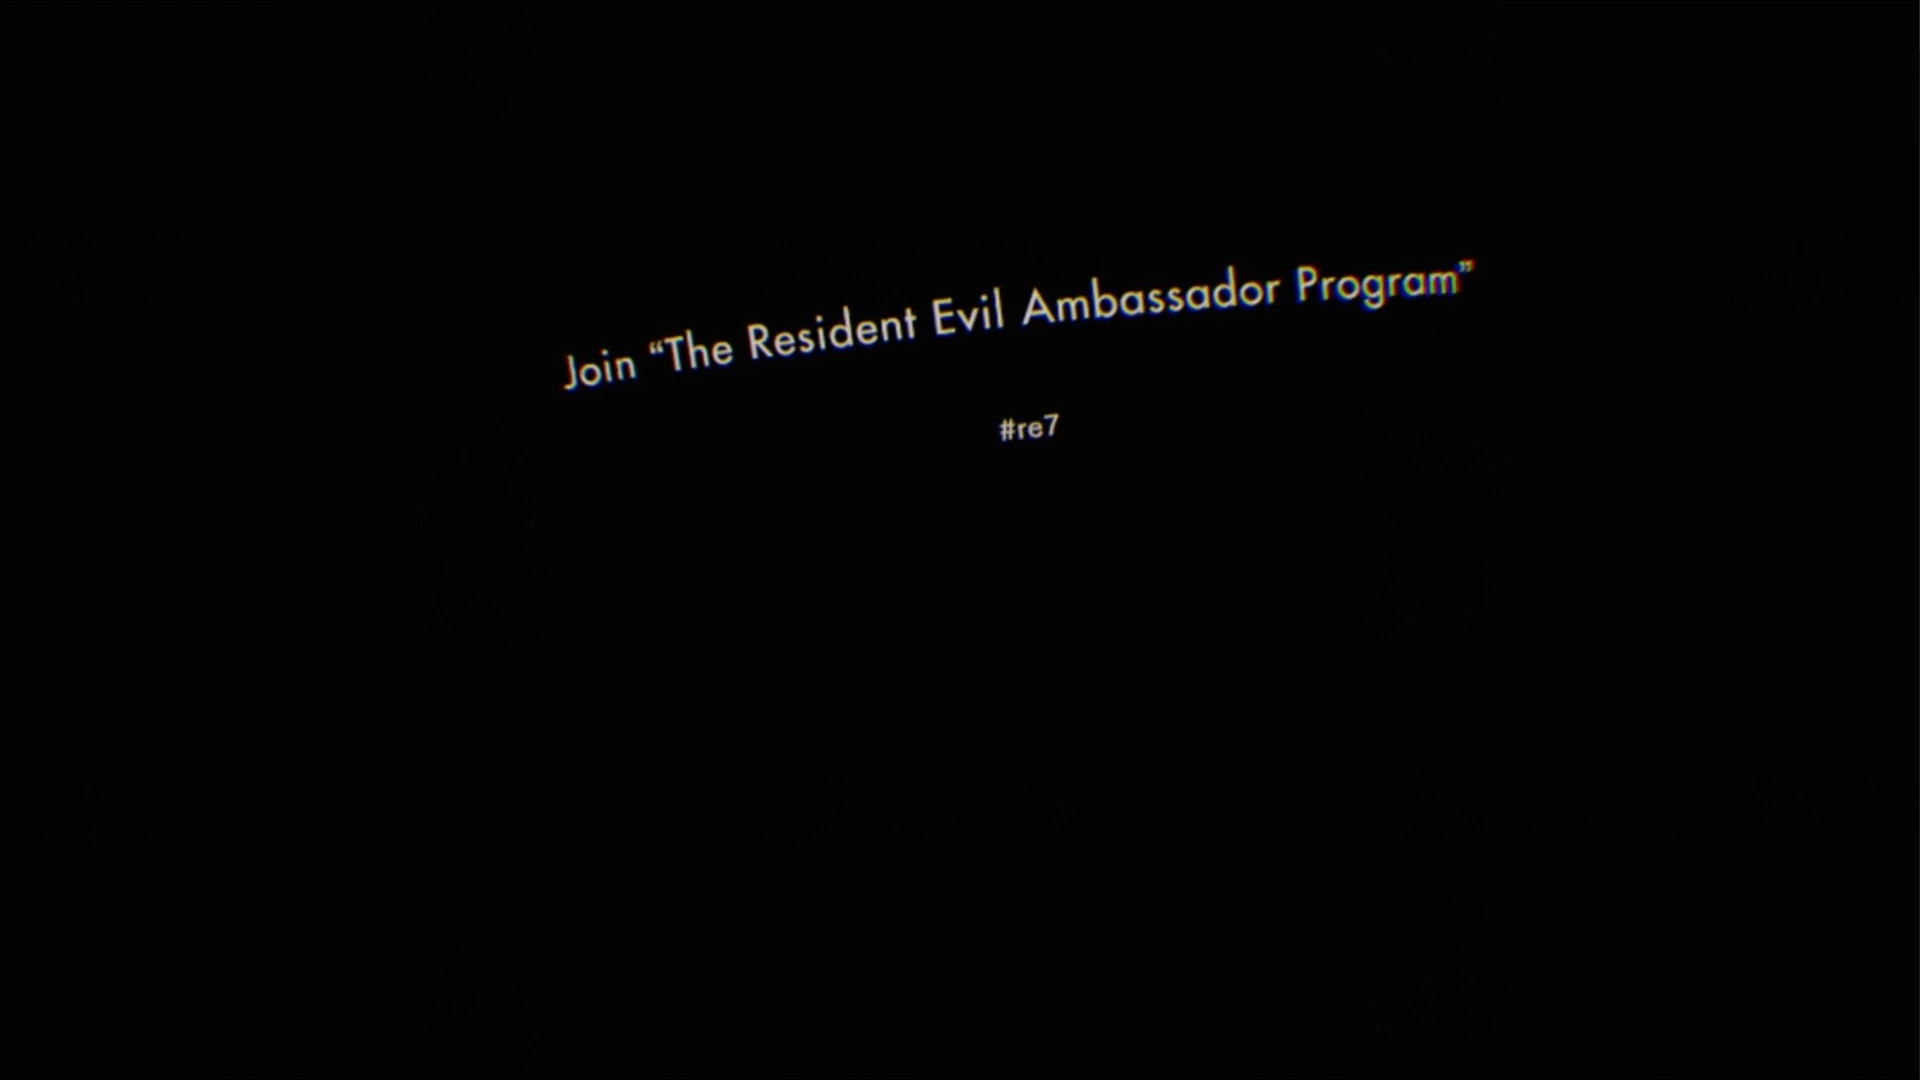 Join “The Resident Evil Ambassador Program”
#re7